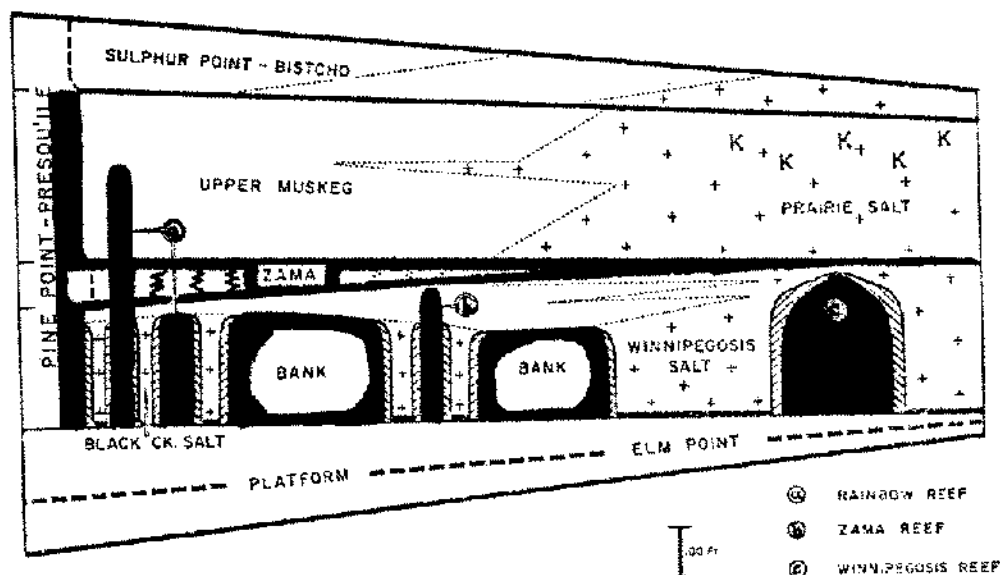 SULPHUR POINT - BISTCHO
PINE POINT - PRESQU'ILE
UPPER MUSKEG
K K K K K
PRAIRIE SALT
ZAMA
WINNIPEGOSIS
SALT
BANK
BANK
BLACK CK. SALT
PLATFORM
ELM POINT
RAINBOW REEF
ZAMA REEF
WINNIPEGOSIS REEF